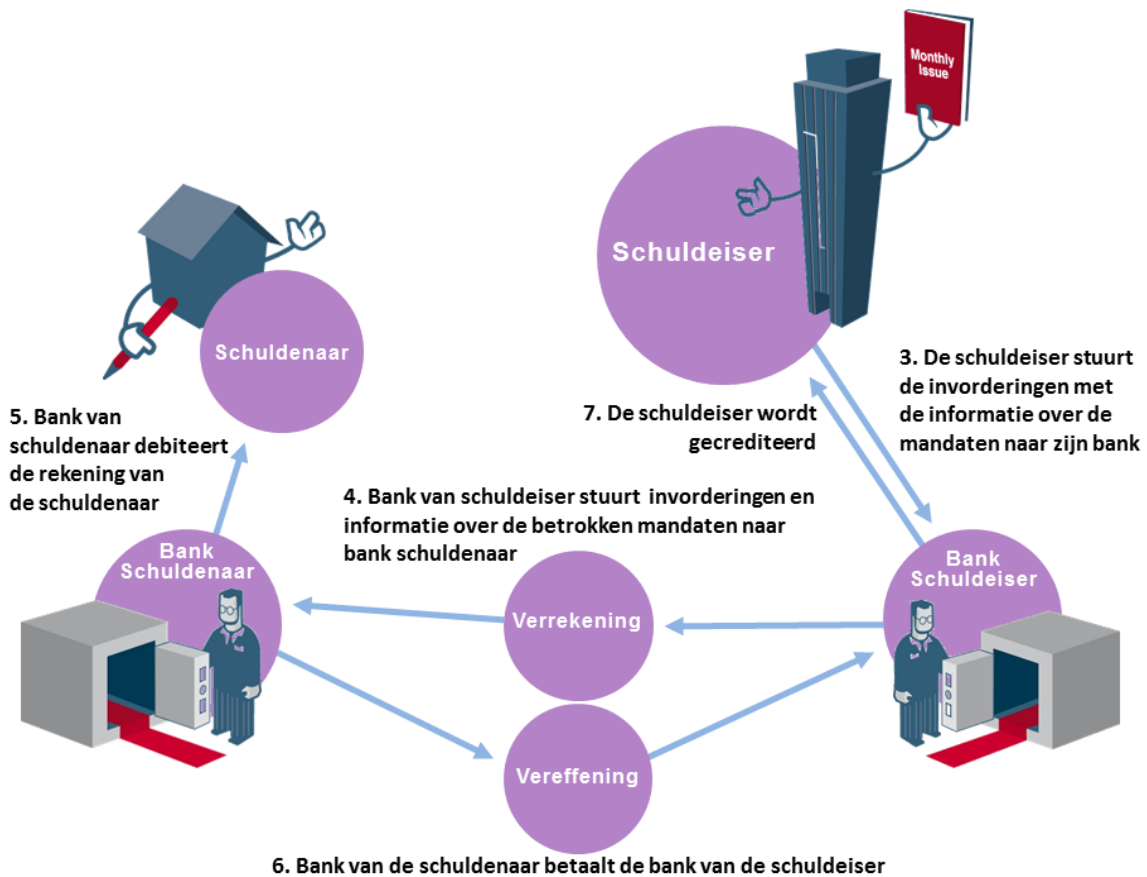 Monthly
Issue
Schuldeiser
Schuldenaar
3. De schuldeiser stuurt
de invorderingen met
de informatie over de
mandaten naar zijn bank
7. De schuldeiser wordt
gecrediteerd
5. Bank van
schuldenaar debiteert
de rekening van
de schuldenaar
4. Bank van schuldeiser stuurt invorderingen en
informatie over de betrokken mandaten naar
bank schuldenaar
Bank
Schuldenaar
Bank
Schuldeiser
Verrekening
Vereffening
6. Bank van de schuldenaar betaalt de bank van de schuldeiser